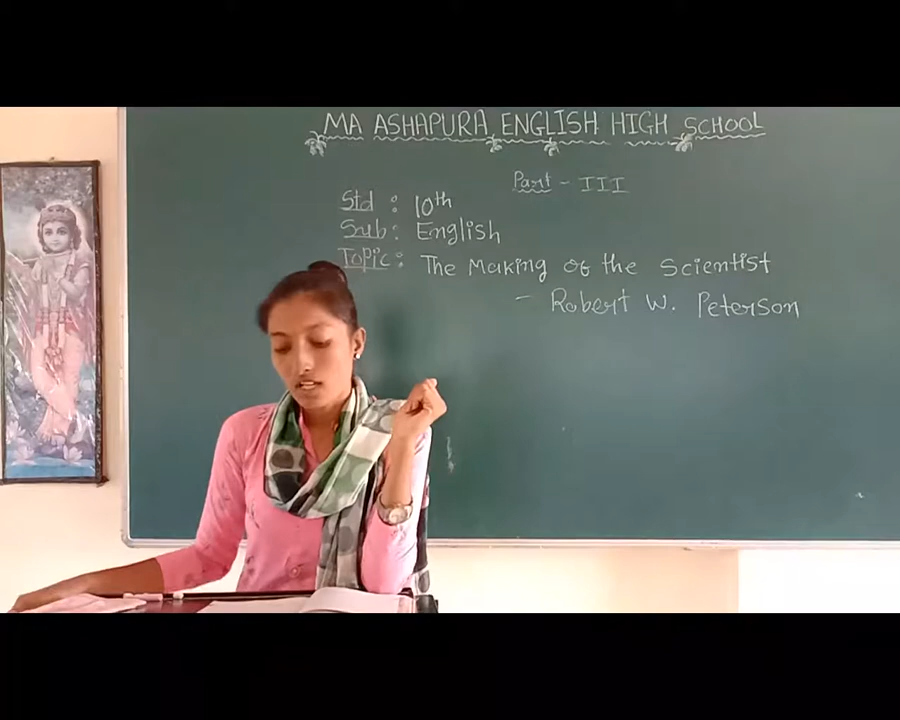 MA ASHAPURA ENGLISH HIGH SCHOOL
Part - III
Std : 10th
Sub : English
Topic : The Making of the Scientist
- Robert W. Peterson